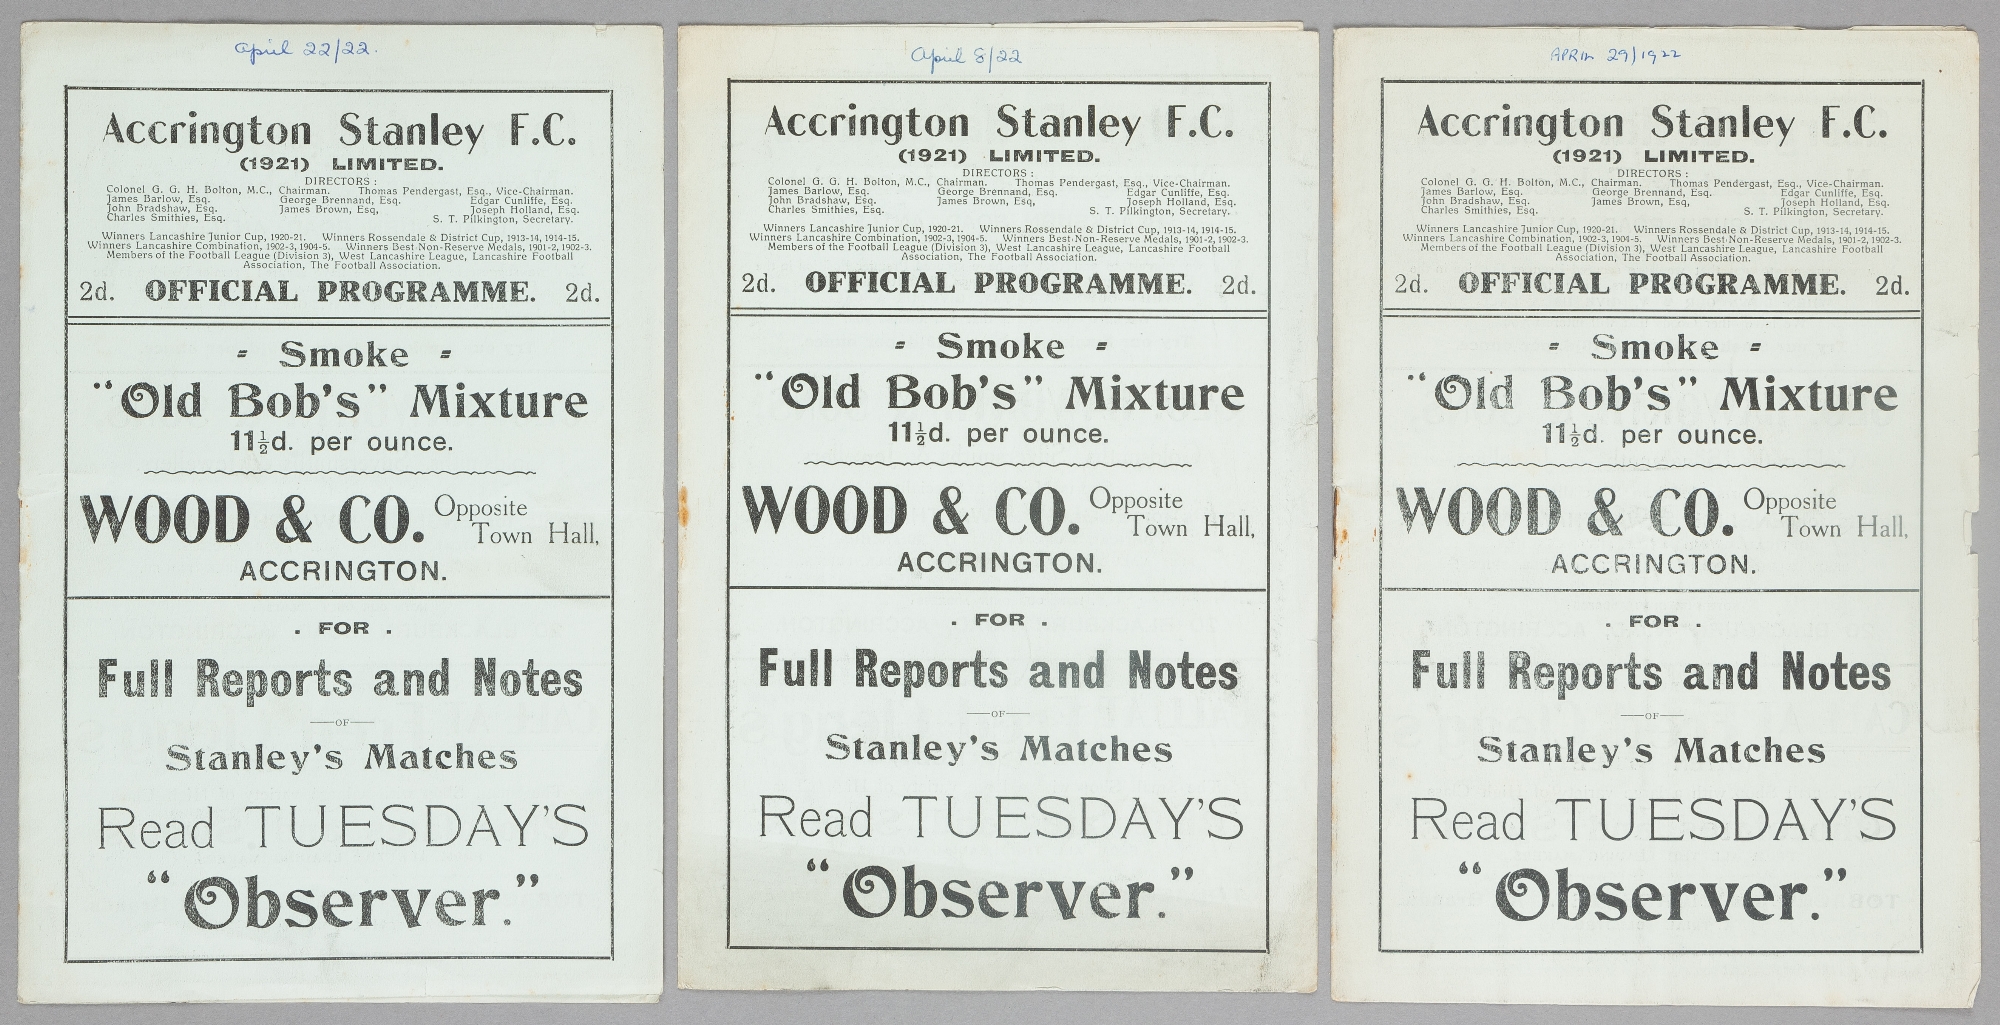 April 22/22.
Accrington Stanley F.C.
(1921) LIMITED.
DIRECTORS :
Colonel G. G. H. Bolton, M.C., Chairman. Thomas Pendergast, Esq., Vice-Chairman.
James Barlow, Esq. George Brennand, Esq. Edgar Cunliffe, Esq.
John Bradshaw, Esq. James Brown, Esq, Joseph Holland, Esq.
Charles Smithies, Esq. S. T. Pilkington, Secretary.
Winners Lancashire Junior Cup, 1920-21. Winners Rossendale & District Cup, 1913-14, 1914-15.
Winners Lancashire Combination, 1902-3, 1904-5. Winners Best Non-Reserve Medals, 1901-2, 1902-3.
Members of the Football League (Division 3), West Lancashire League, Lancashire Football
Association, The Football Association.
2d. OFFICIAL PROGRAMME. 2d.
- Smoke -
"Old Bob's" Mixture
11½d. per ounce.
WOOD & CO. Opposite
Town Hall,
ACCRINGTON.
. FOR .
Full Reports and Notes
—OF—
Stanley's Matches
Read TUESDAY'S
"Observer."
April 8/22
Accrington Stanley F.C.
(1921) LIMITED.
DIRECTORS :
Colonel G. G. H. Bolton, M.C., Chairman. Thomas Pendergast, Esq., Vice-Chairman.
James Barlow, Esq. George Brennand, Esq. Edgar Cunliffe, Esq.
John Bradshaw, Esq. James Brown, Esq, Joseph Holland, Esq.
Charles Smithies, Esq. S. T. Pilkington, Secretary.
Winners Lancashire Junior Cup, 1920-21. Winners Rossendale & District Cup, 1913-14, 1914-15.
Winners Lancashire Combination, 1902-3, 1904-5. Winners Best Non-Reserve Medals, 1901-2, 1902-3.
Members of the Football League (Division 3), West Lancashire League, Lancashire Football
Association, The Football Association.
2d. OFFICIAL PROGRAMME. 2d.
- Smoke -
"Old Bob's" Mixture
11½d. per ounce.
WOOD & CO. Opposite
Town Hall,
ACCRINGTON.
. FOR .
Full Reports and Notes
—OF—
Stanley's Matches
Read TUESDAY'S
"Observer."
APRIL 29/1922
Accrington Stanley F.C.
(1921) LIMITED.
DIRECTORS :
Colonel G. G. H. Bolton, M.C., Chairman. Thomas Pendergast, Esq., Vice-Chairman.
James Barlow, Esq. George Brennand, Esq. Edgar Cunliffe, Esq.
John Bradshaw, Esq. James Brown, Esq, Joseph Holland, Esq.
Charles Smithies, Esq. S. T. Pilkington, Secretary.
Winners Lancashire Junior Cup, 1920-21. Winners Rossendale & District Cup, 1913-14, 1914-15.
Winners Lancashire Combination, 1902-3, 1904-5. Winners Best Non-Reserve Medals, 1901-2, 1902-3.
Members of the Football League (Division 3), West Lancashire League, Lancashire Football
Association, The Football Association.
2d. OFFICIAL PROGRAMME. 2d.
- Smoke -
"Old Bob's" Mixture
11½d. per ounce.
WOOD & CO. Opposite
Town Hall,
ACCRINGTON.
. FOR .
Full Reports and Notes
—OF—
Stanley's Matches
Read TUESDAY'S
"Observer."